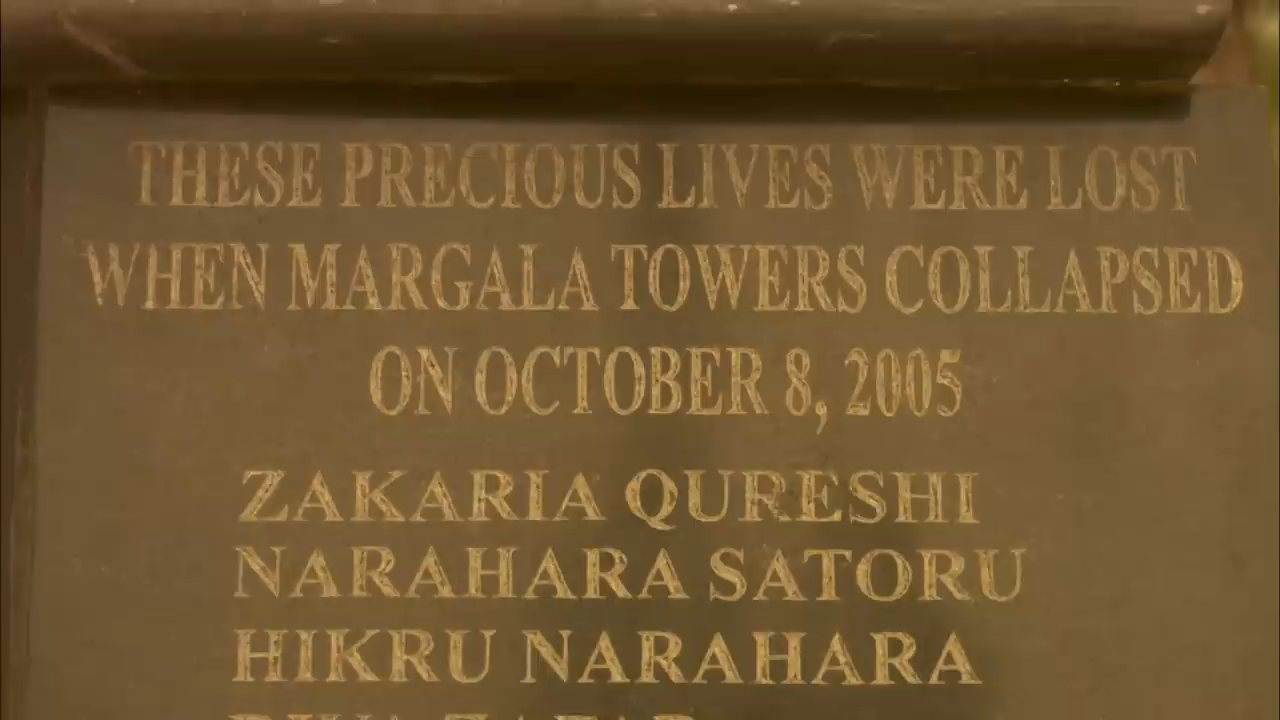 THESE PRECIOUS LIVES WERE LOST
WHEN MARGALA TOWERS COLLAPSED
ON OCTOBER 8, 2005
ZAKARIA QURESHI
NARAHARA SATORU
HIKRU NARAHARA